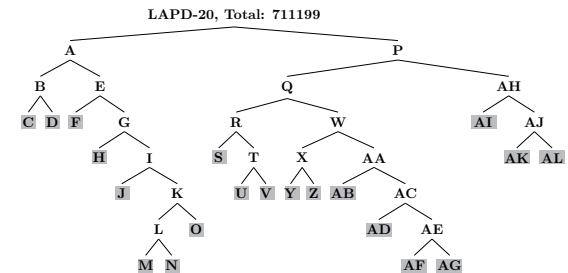 LAPD-20, Total: 711199
A P
B E Q AH
C D F G R W AI AJ
H I S T X AA AK AL
J K U V Y Z AB AC
L O AD AE
M N AF AG